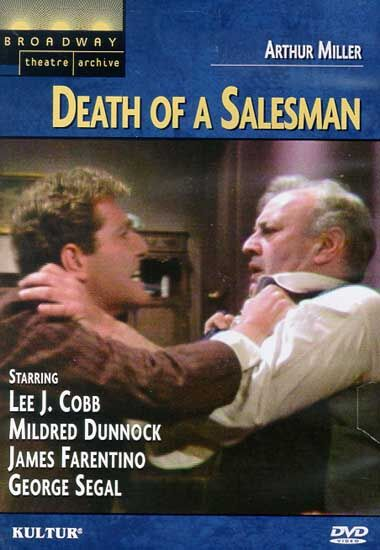 BROADWAY
theatre archive
ARTHUR MILLER
DEATH OF A SALESMAN
STARRING
LEE J. COBB
MILDRED DUNNOCK
JAMES FARENTINO
GEORGE SEGAL
KULTUR®
DVD
VIDEO